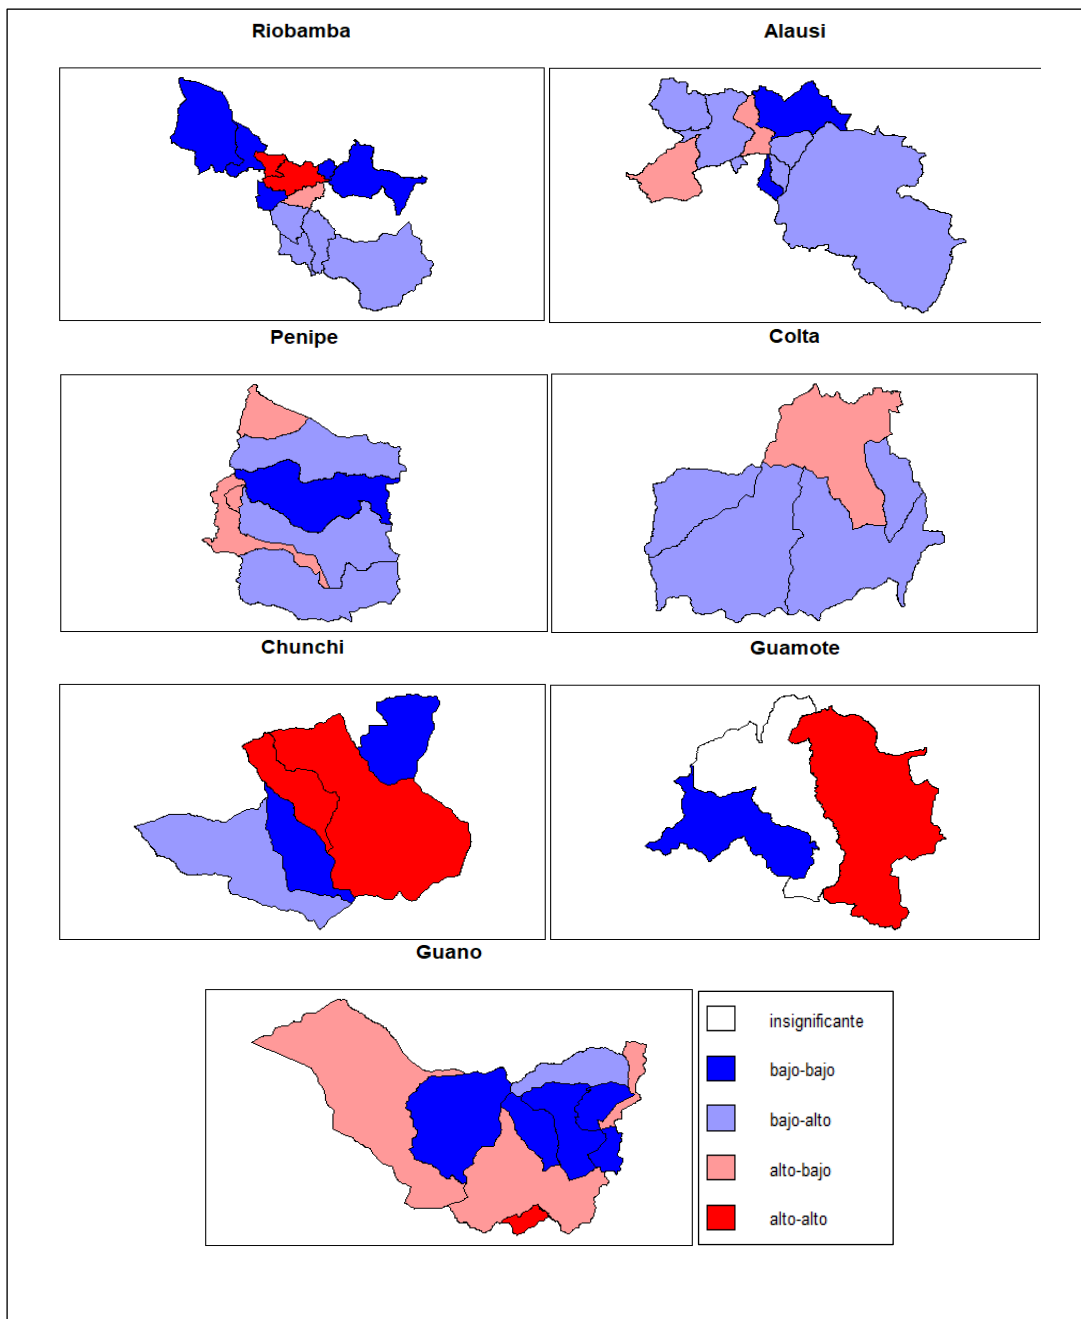 Riobamba
Alausi
Penipe
Colta
Chunchi
Guamote
Guano
insignificante
bajo-bajo
bajo-alto
alto-bajo
alto-alto